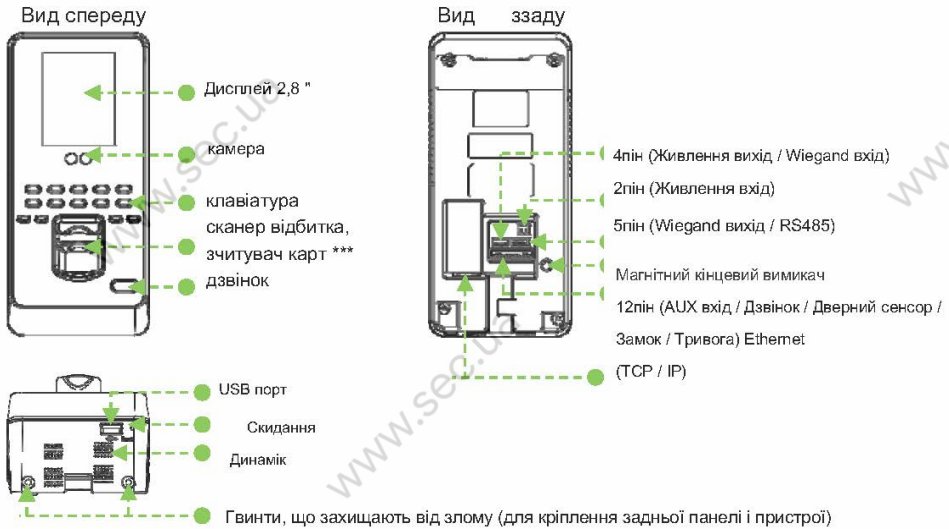 Вид спереду
Дисплей 2,8 "
камера
клавіатура
сканер відбитка,
зчитувач карт ***
дзвінок
Вид ззаду
4пін (Живлення вихід / Wiegand вхід)
2пін (Живлення вхід)
5пін (Wiegand вихід / RS485)
Магнітний кінцевий вимикач
12пін (AUX вхід / Дзвінок / Дверний сенсор /
Замок / Тривога) Ethernet
(TCP / IP)
USB порт
Скидання
Динамік
Гвинти, що захищають від злому (для кріплення задньої панелі і пристрої)
www.sec.ua
www.sec.ua
www